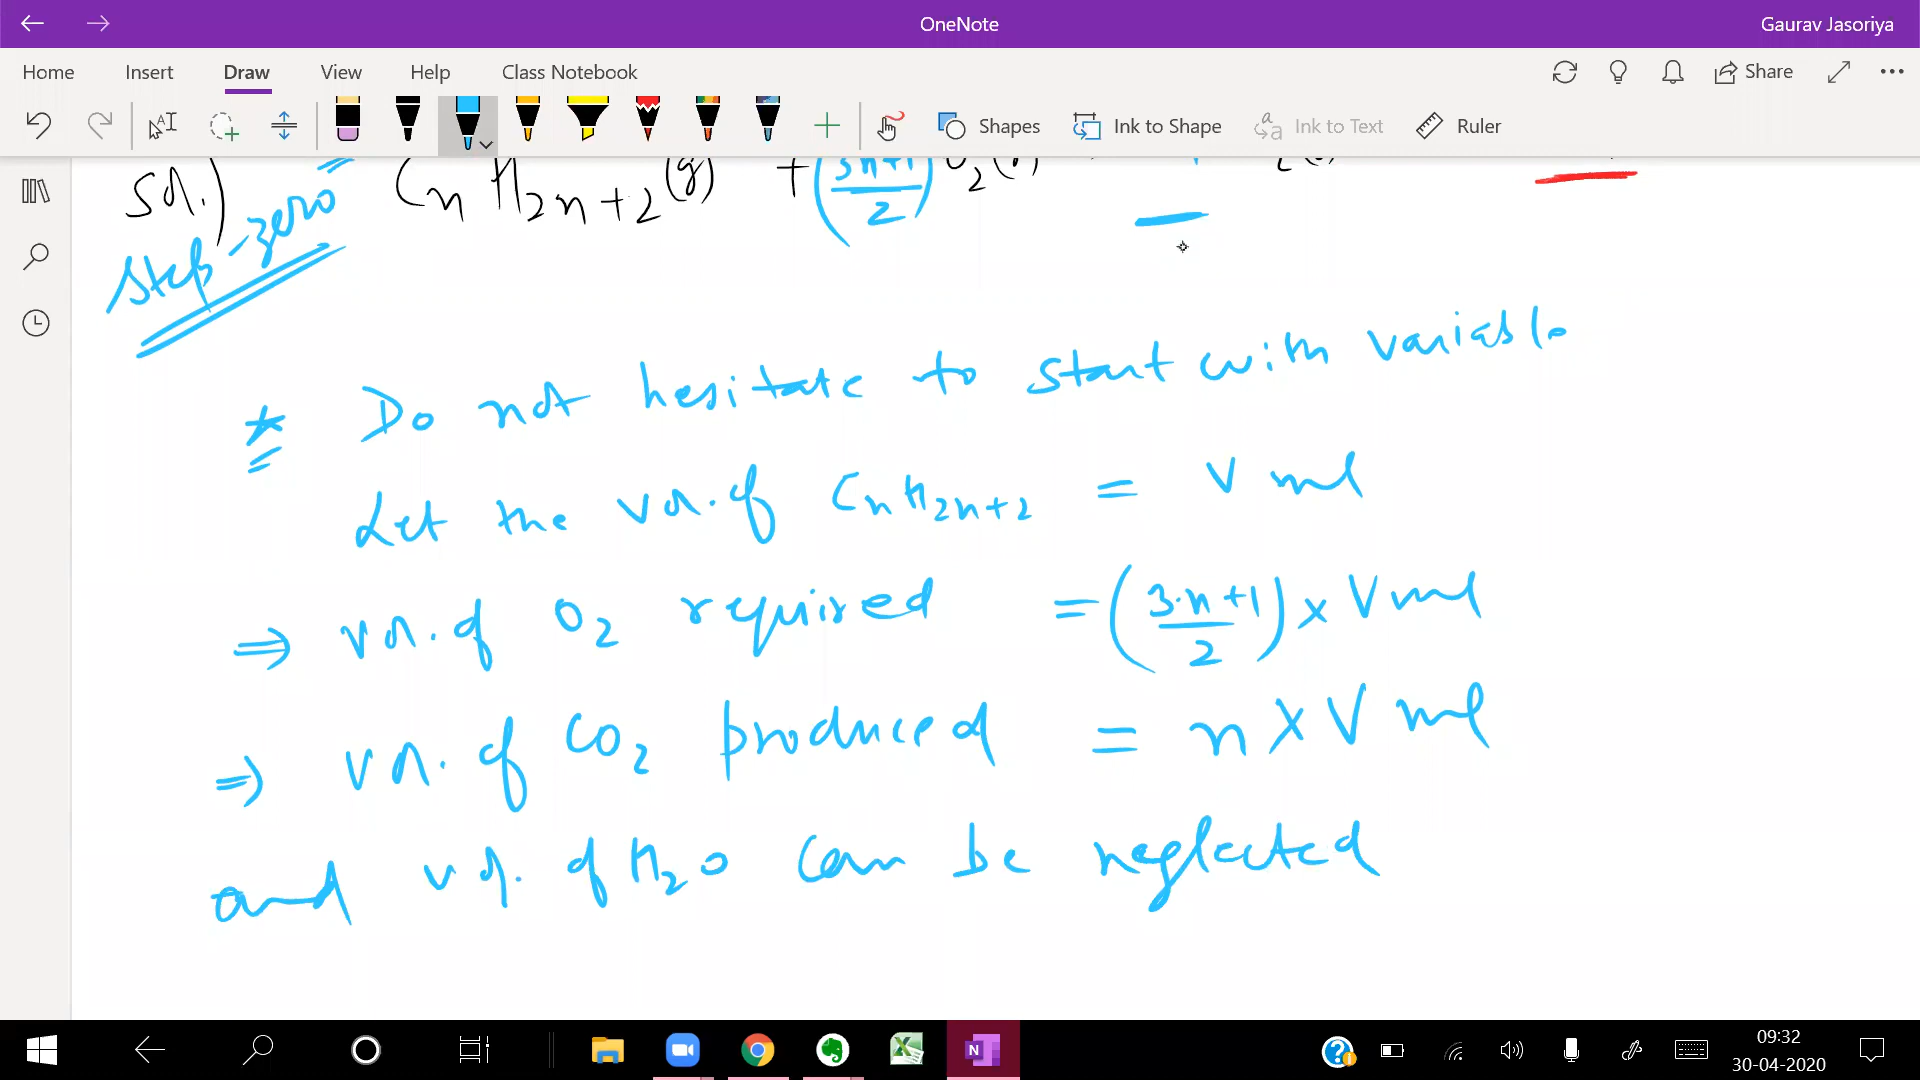 OneNote
Gaurav Jasoriya
Home Insert Draw View Help Class Notebook Share
Shapes Ink to Shape Ink to Text Ruler
Sol.) CnH2n+2(g) + (3n+1/2) O2
Step-zero
* Do not hesitate to start with variable
Let the vol. of CnH2n+2 = V ml
⇒ vol. of O2 required = (3·n+1/2) × V ml
⇒ vol. of CO2 produced = n × V ml
and vol. of H2O can be neglected
09:32
30-04-2020